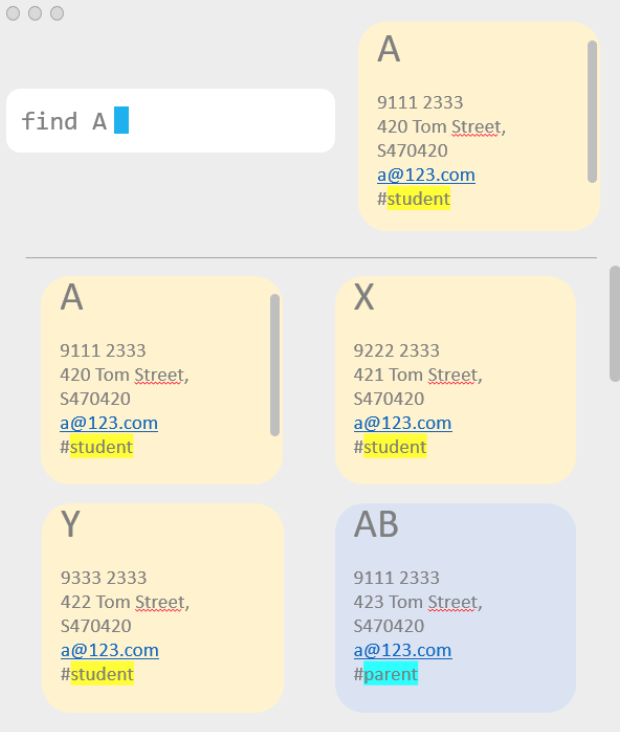 find A
A
9111 2333
420 Tom Street,
S470420
a@123.com
#student
A
9111 2333
420 Tom Street,
S470420
a@123.com
#student
X
9222 2333
421 Tom Street,
S470420
a@123.com
#student
Y
9333 2333
422 Tom Street,
S470420
a@123.com
#student
AB
9111 2333
423 Tom Street,
S470420
a@123.com
#parent